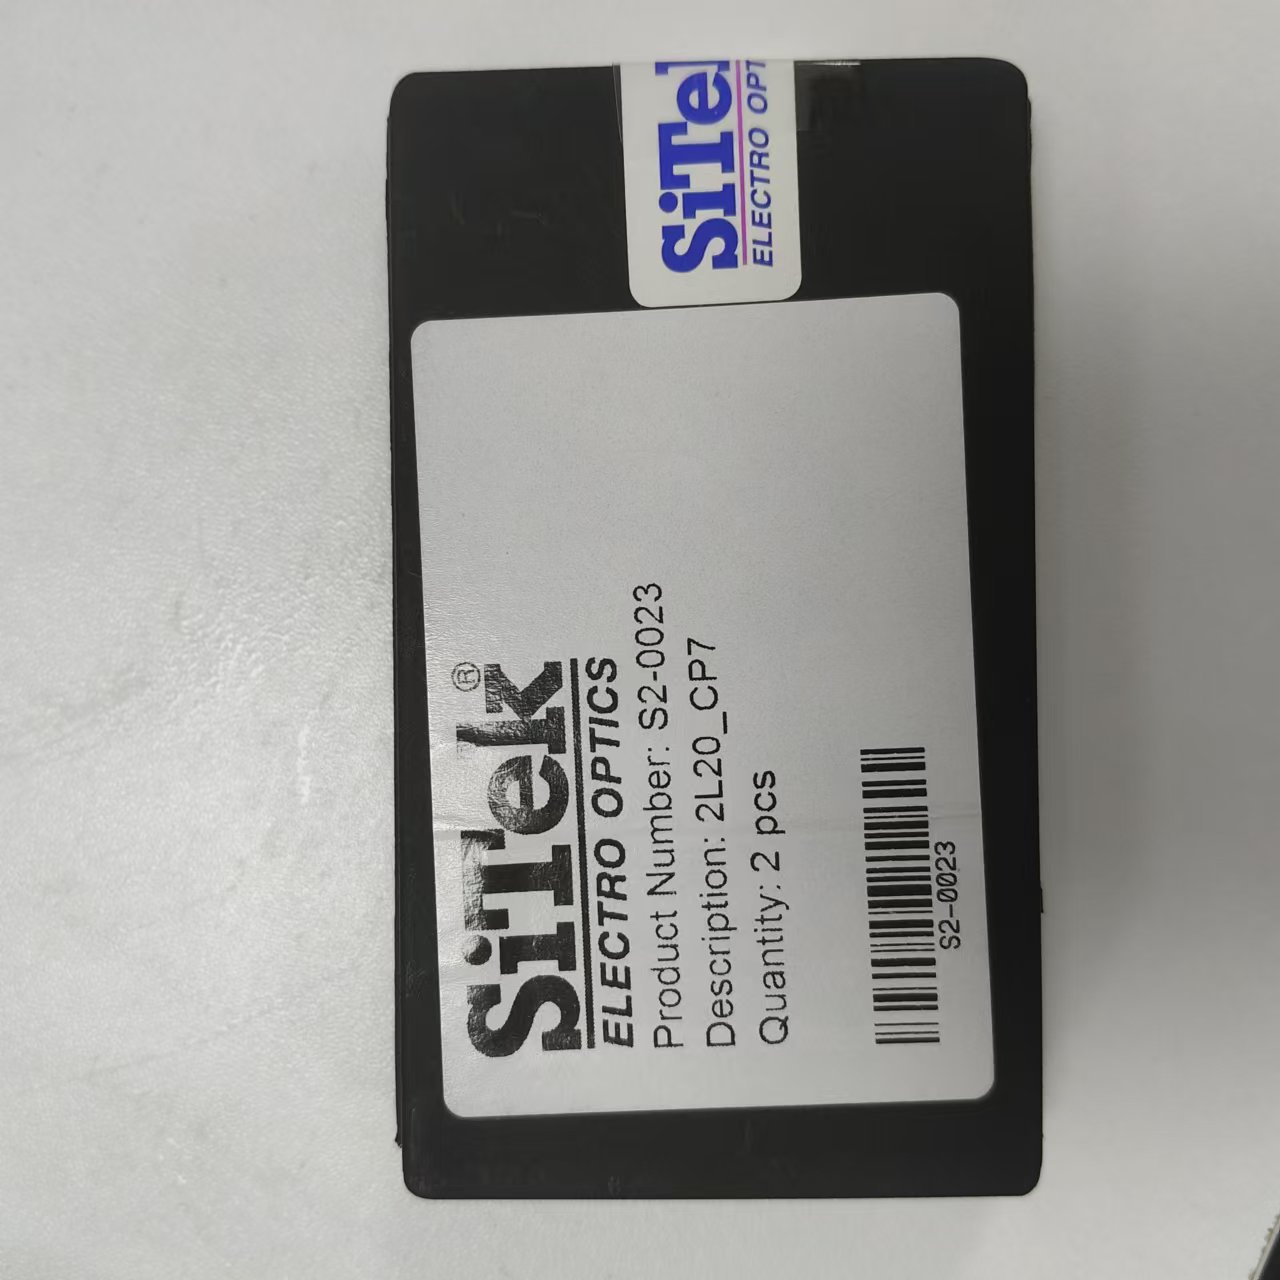 SiTek
ELECTRO OPT
SiTek®
ELECTRO OPTICS
Product Number: S2-0023
Description: 2L20_CP7
Quantity: 2 pcs
S2-0023